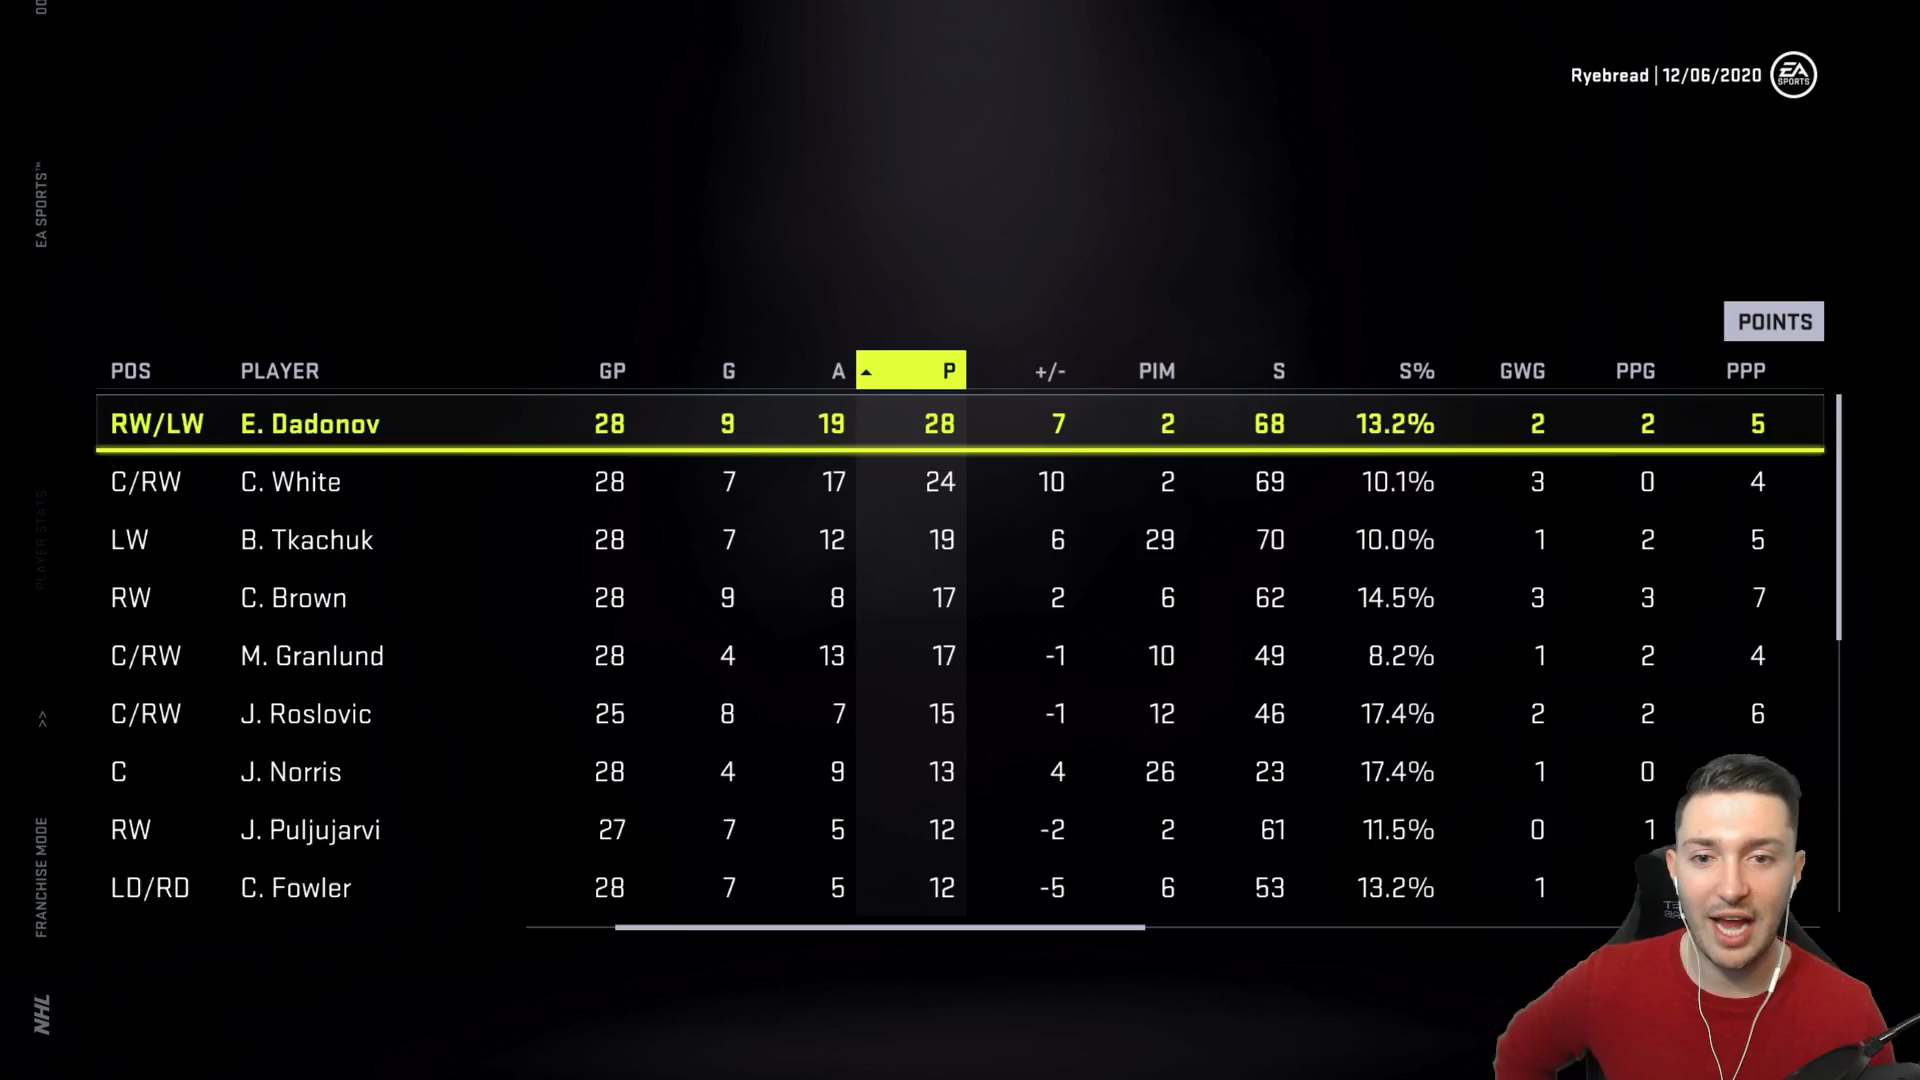 Ryebread | 12/06/2020
EA SPORTS
EA SPORTS™
PLAYER STATS
>>
FRANCHISE MODE
NHL
POINTS
POS PLAYER GP G A P +/- PIM S S% GWG PPG PPP
RW/LW E. Dadonov 28 9 19 28 7 2 68 13.2% 2 2 5
C/RW C. White 28 7 17 24 10 2 69 10.1% 3 0 4
LW B. Tkachuk 28 7 12 19 6 29 70 10.0% 1 2 5
RW C. Brown 28 9 8 17 2 6 62 14.5% 3 3 7
C/RW M. Granlund 28 4 13 17 -1 10 49 8.2% 1 2 4
C/RW J. Roslovic 25 8 7 15 -1 12 46 17.4% 2 2 6
C J. Norris 28 4 9 13 4 26 23 17.4% 1 0
RW J. Puljujarvi 27 7 5 12 -2 2 61 11.5% 0 1
LD/RD C. Fowler 28 7 5 12 -5 6 53 13.2% 1